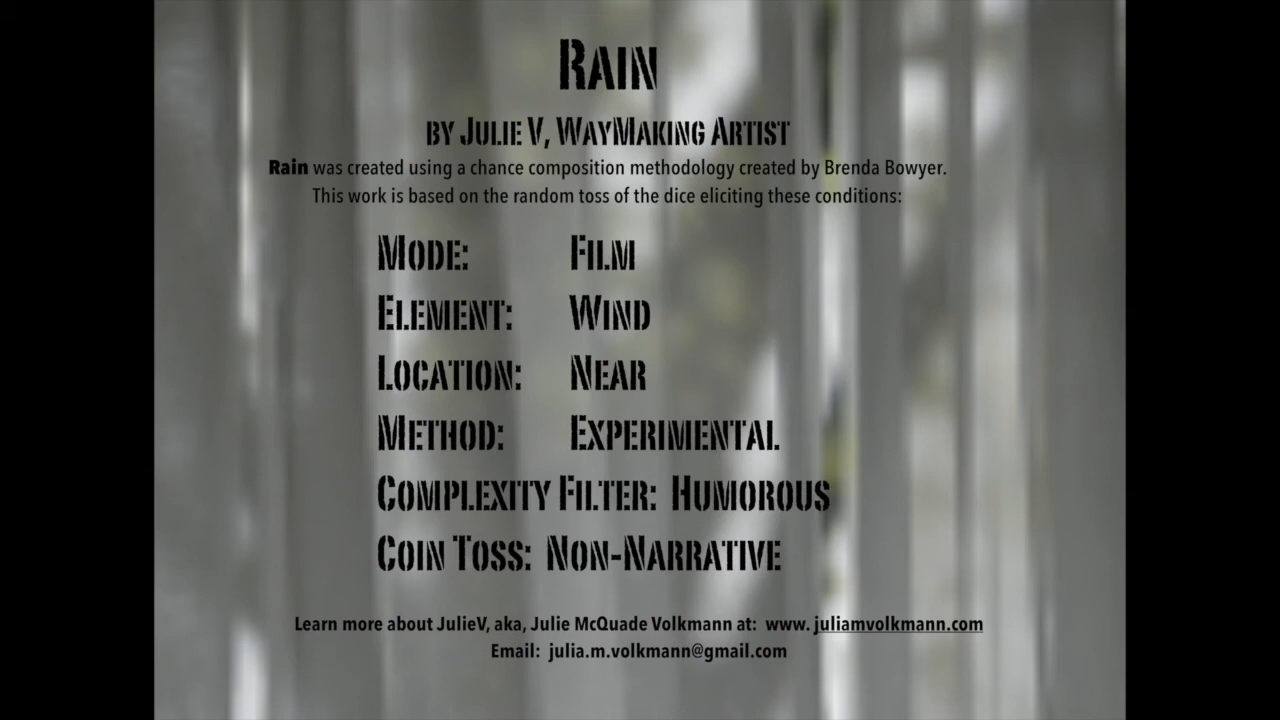 Rain
by Julie V, WayMaking Artist
Rain was created using a chance composition methodology created by Brenda Bowyer.
This work is based on the random toss of the dice eliciting these conditions:
Mode: Film
Element: Wind
Location: Near
Method: Experimental
Complexity Filter: Humorous
Coin Toss: Non-Narrative
Learn more about JulieV, aka, Julie McQuade Volkmann at: www. juliamvolkmann.com
Email: julia.m.volkmann@gmail.com